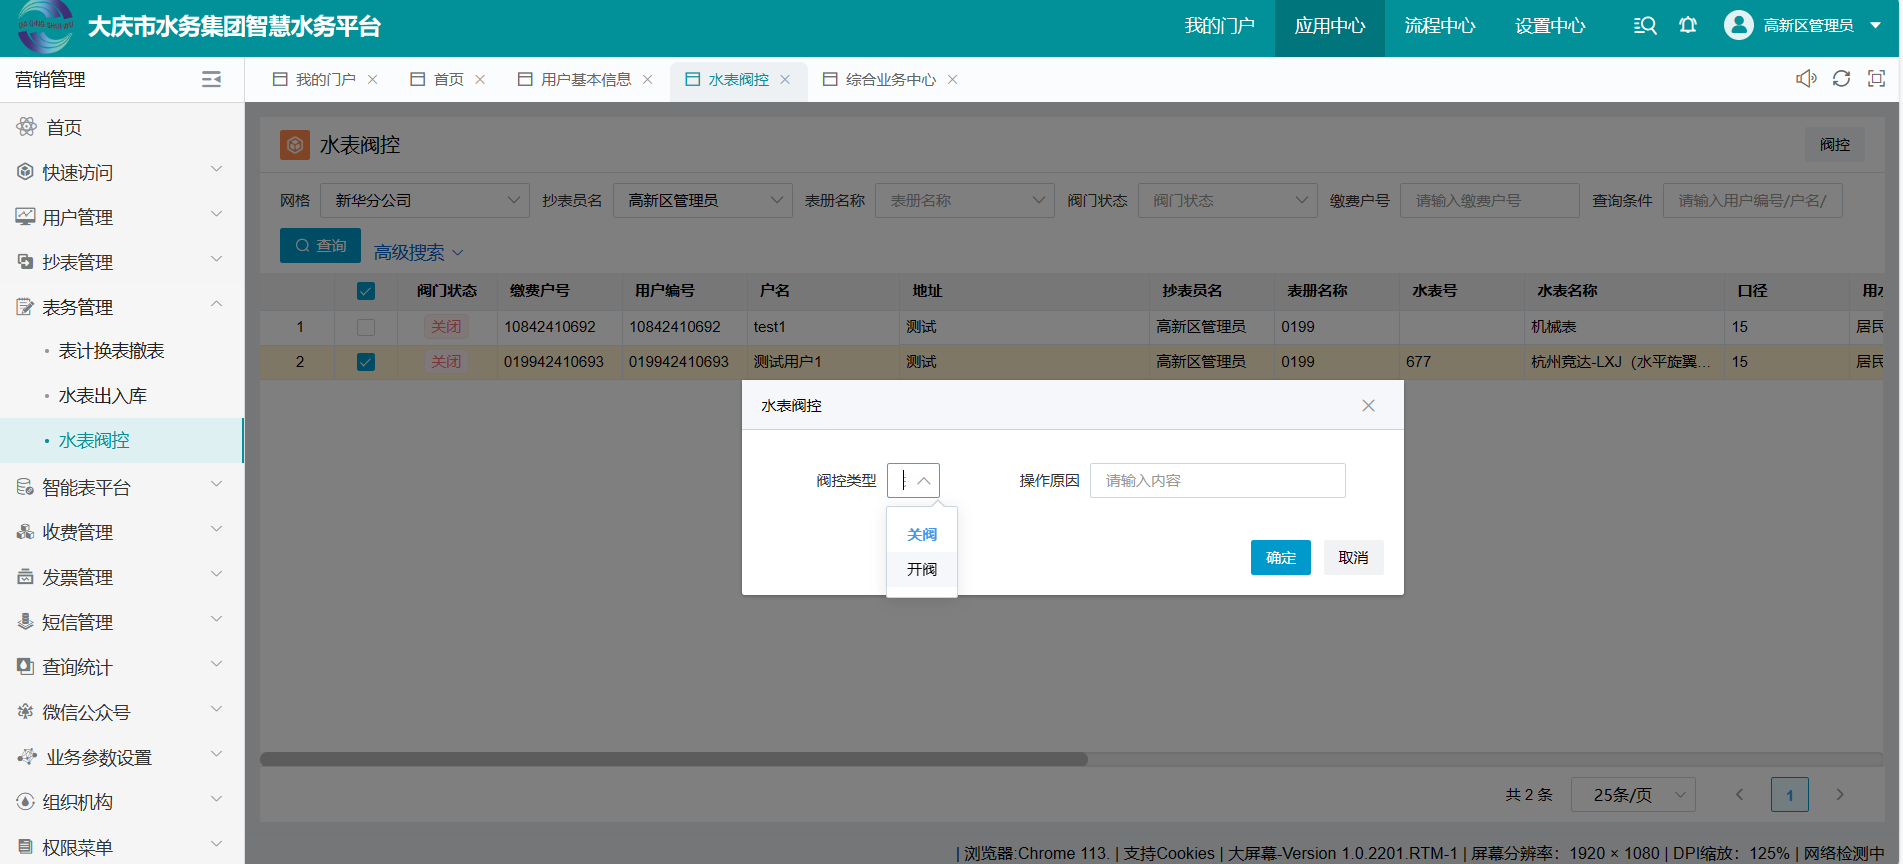 大庆市水务集团智慧水务平台
我的门户 应用中心 流程中心 设置中心 高新区管理员
营销管理
我的门户 首页 用户基本信息 水表阀控 综合业务中心
首页
快速访问
用户管理
抄表管理
表务管理
表计换表撤表
水表出入库
水表阀控
智能表平台
收费管理
发票管理
短信管理
查询统计
微信公众号
业务参数设置
组织机构
权限菜单
水表阀控 阀控
网格 新华分公司 抄表员名 高新区管理员 表册名称 表册名称 阀门状态 阀门状态 缴费户号 请输入缴费户号 查询条件 请输入用户编号/户名/
查询 高级搜索
阀门状态 缴费户号 用户编号 户名 地址 抄表员名 表册名称 水表号 水表名称 口径 用水
1 关闭 10842410692 10842410692 test1 测试 高新区管理员 0199 机械表 15 居民
2 关闭 019942410693 019942410693 测试用户1 测试 高新区管理员 0199 677 杭州竞达-LXJ（水平旋翼... 15 居民
水表阀控
阀控类型 操作原因 请输入内容
关阀
开阀
确定 取消
共 2 条 25条/页 1
| 浏览器:Chrome 113. | 支持Cookies | 大屏幕-Version 1.0.2201.RTM-1 | 屏幕分辨率：1920 × 1080 | DPI缩放：125% | 网络检测中